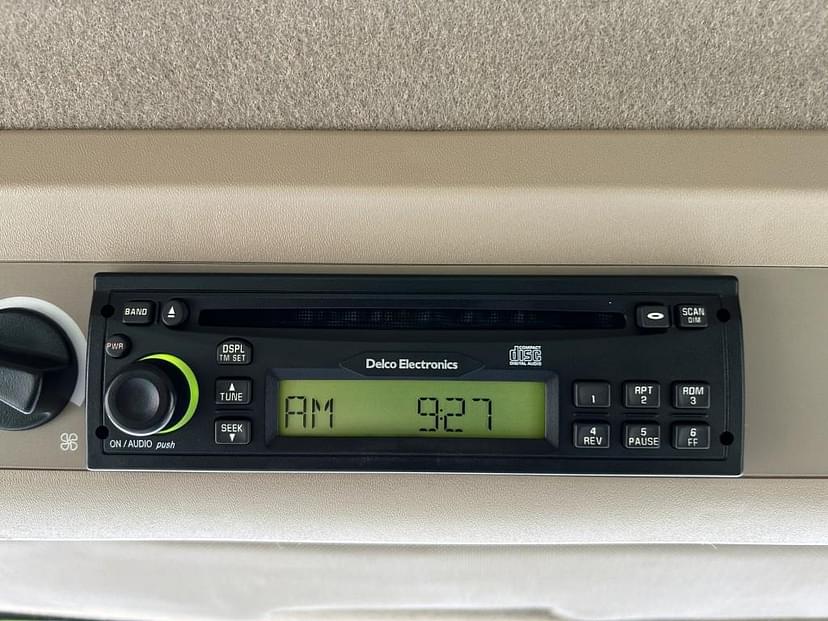 BAND
SCAN
DIM
PWR
DSPL
TM SET
Delco Electronics
COMPACT
disc
DIGITAL AUDIO
TUNE
AM 9:27
1
RPT
2
RDM
3
SEEK
4
REV
5
PAUSE
6
FF
ON / AUDIO push